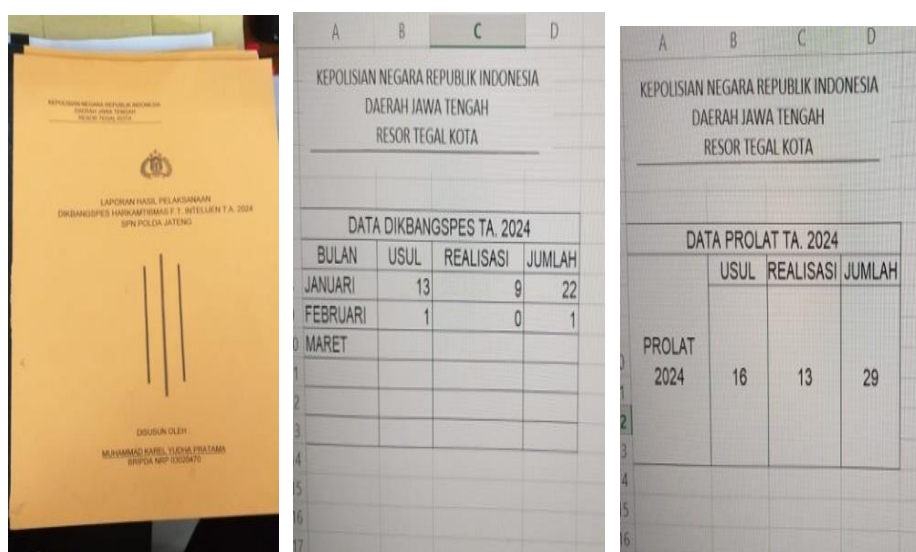 KEPOLISIAN NEGARA REPUBLIK INDONESIA
DAERAH JAWA TENGAH
RESOR TEGAL KOTA
LAPORAN HASIL PELAKSANAAN
DIKBANGSPES HARKAMTIBMAS F.T. INTELIJEN T.A. 2024
SPN POLDA JATENG
DISUSUN OLEH :
MUHAMMAD KAREL YUDHA PRATAMA
BRIPDA NRP 03020470
A B C D
KEPOLISIAN NEGARA REPUBLIK INDONESIA
DAERAH JAWA TENGAH
RESOR TEGAL KOTA
DATA DIKBANGSPES TA. 2024
BULAN USUL REALISASI JUMLAH
JANUARI 13 9 22
FEBRUARI 1 0 1
MARET
A B C D
KEPOLISIAN NEGARA REPUBLIK INDONESIA
DAERAH JAWA TENGAH
RESOR TEGAL KOTA
DATA PROLAT TA. 2024
USUL REALISASI JUMLAH
PROLAT
2024 16 13 29